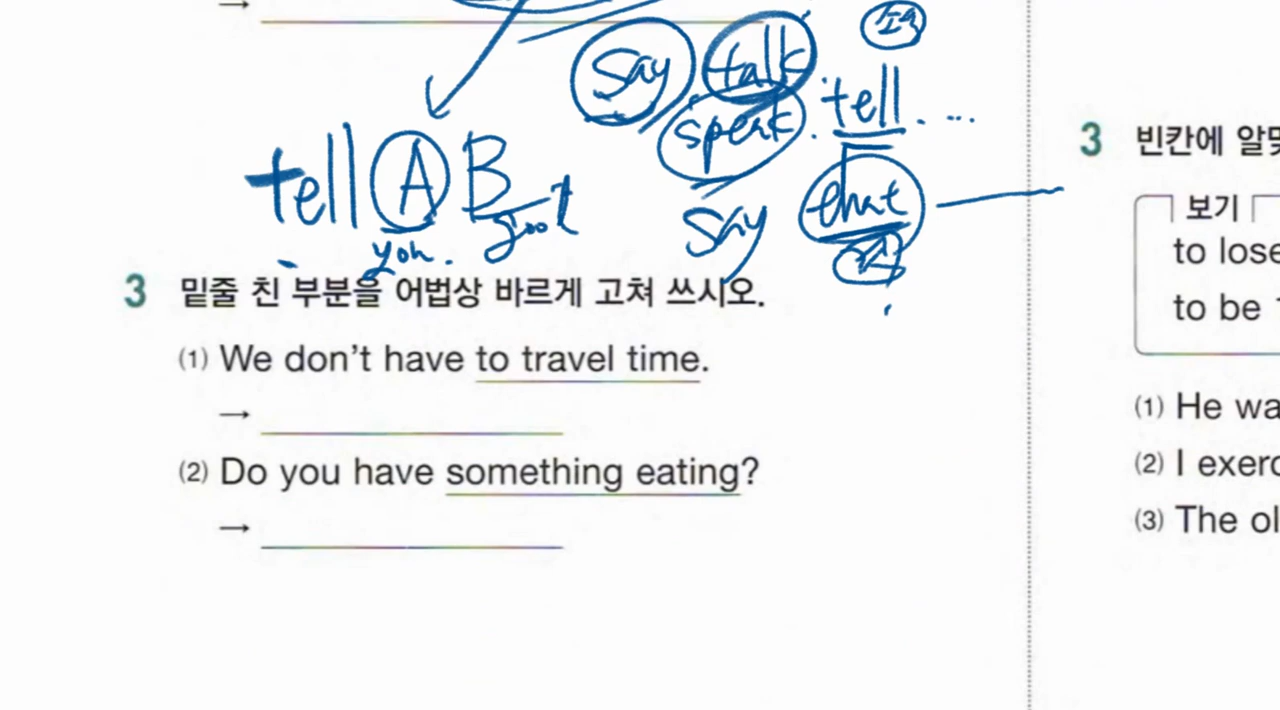 →
say talk
speak. tell. ...
tell A B
you.
say that
3 밑줄 친 부분을 어법상 바르게 고쳐 쓰시오.
(1) We don't have to travel time.
→
(2) Do you have something eating?
→
3 빈칸에 알맞
보기
to lose
to be
(1) He wa
(2) I exerc
(3) The ol